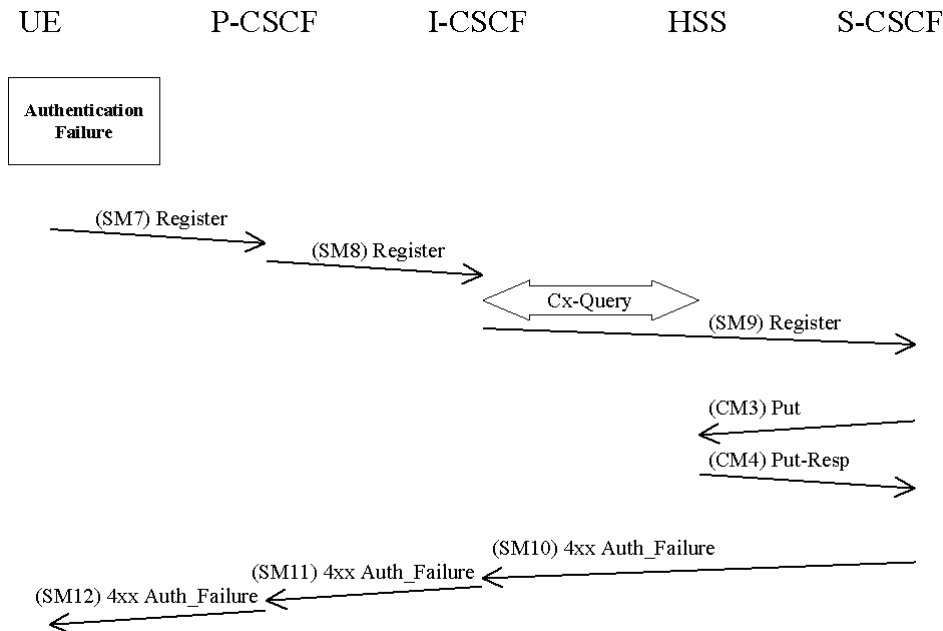 UE P-CSCF I-CSCF HSS S-CSCF
Authentication
Failure
(SM7) Register
(SM8) Register
Cx-Query
(SM9) Register
(CM3) Put
(CM4) Put-Resp
(SM10) 4xx Auth_Failure
(SM11) 4xx Auth_Failure
(SM12) 4xx Auth_Failure